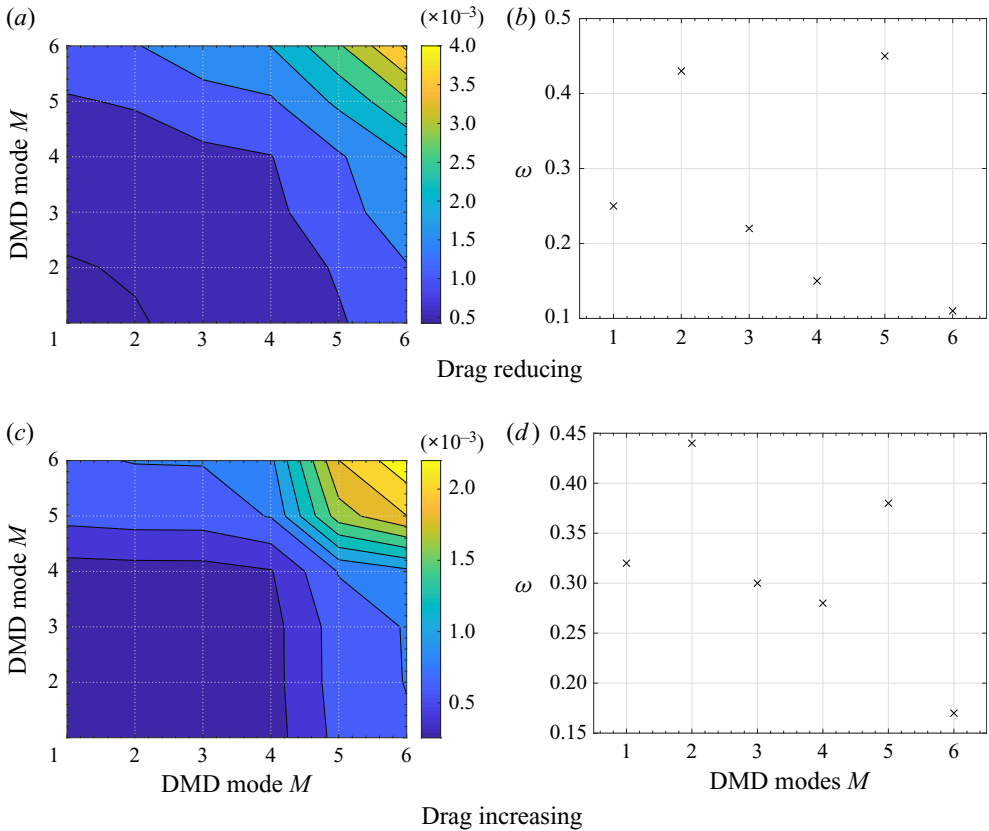 (a)
(×10⁻³)
(b)
6
5
4
3
2
1
DMD mode M
1 2 3 4 5 6
4.0
3.5
3.0
2.5
2.0
1.5
1.0
0.5
0.5
0.4
ω
0.3
0.2
0.1
1 2 3 4 5 6
Drag reducing
(c)
(×10⁻³)
(d)
6
5
4
3
2
1
DMD mode M
1 2 3 4 5 6
DMD mode M
2.0
1.5
1.0
0.5
0.45
0.40
0.35
ω
0.30
0.25
0.20
0.15
1 2 3 4 5 6
DMD modes M
Drag increasing